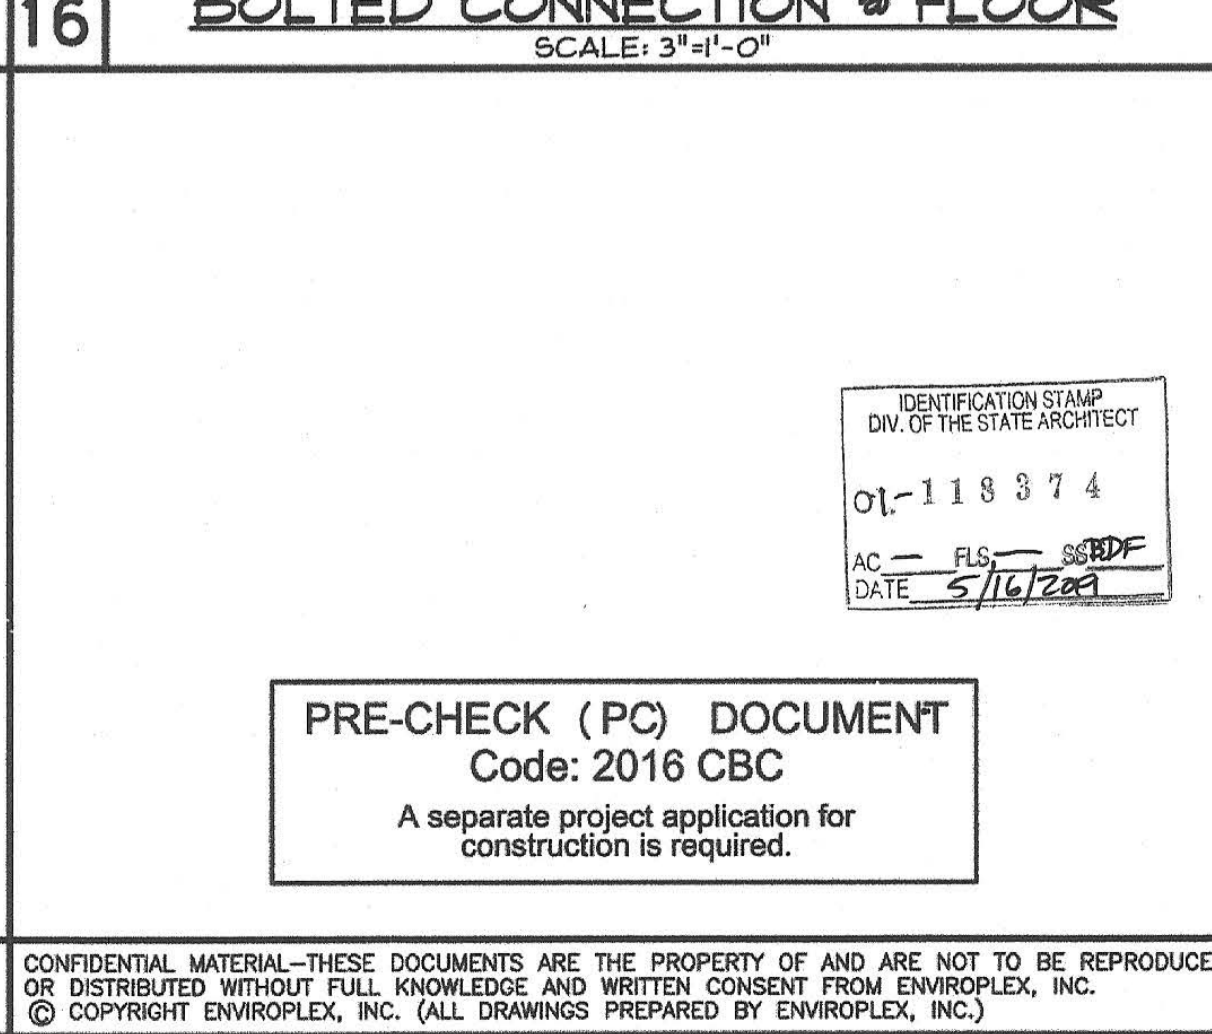 16
BOLTED CONNECTION @ FLOOR
SCALE: 3"=1'-0"
IDENTIFICATION STAMP
DIV. OF THE STATE ARCHITECT
01-118374
AC — FLS — SS BDF
DATE 5/16/2019
PRE-CHECK (PC) DOCUMENT
Code: 2016 CBC
A separate project application for
construction is required.
CONFIDENTIAL MATERIAL–THESE DOCUMENTS ARE THE PROPERTY OF AND ARE NOT TO BE REPRODUCE
OR DISTRIBUTED WITHOUT FULL KNOWLEDGE AND WRITTEN CONSENT FROM ENVIROPLEX, INC.
© COPYRIGHT ENVIROPLEX, INC. (ALL DRAWINGS PREPARED BY ENVIROPLEX, INC.)